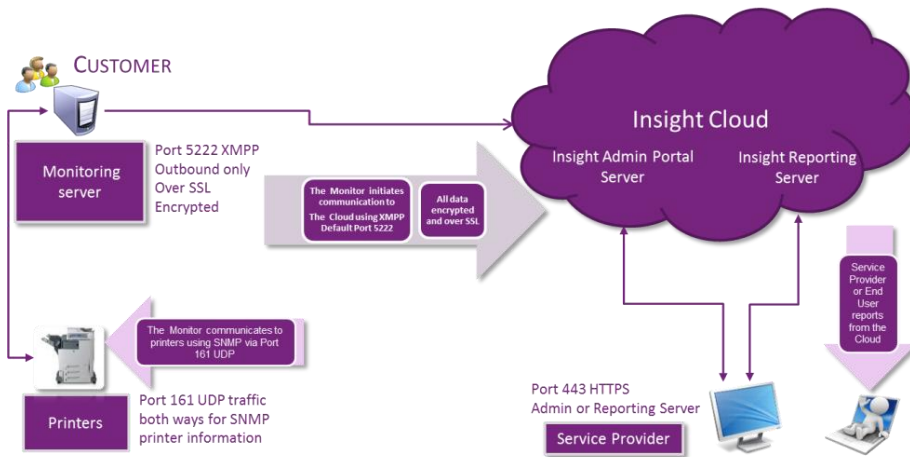 CUSTOMER
Monitoring
server
Port 5222 XMPP
Outbound only
Over SSL
Encrypted
The Monitor initiates
communication to
The Cloud using XMPP
Default Port 5222
All data
encrypted
and over SSL
Insight Cloud
Insight Admin Portal
Server
Insight Reporting
Server
The Monitor communicates to
printers using SNMP via Port
161 UDP
Printers
Port 161 UDP traffic
both ways for SNMP
printer information
Port 443 HTTPS
Admin or Reporting Server
Service Provider
Service
Provider
or End
User
reports
from the
Cloud